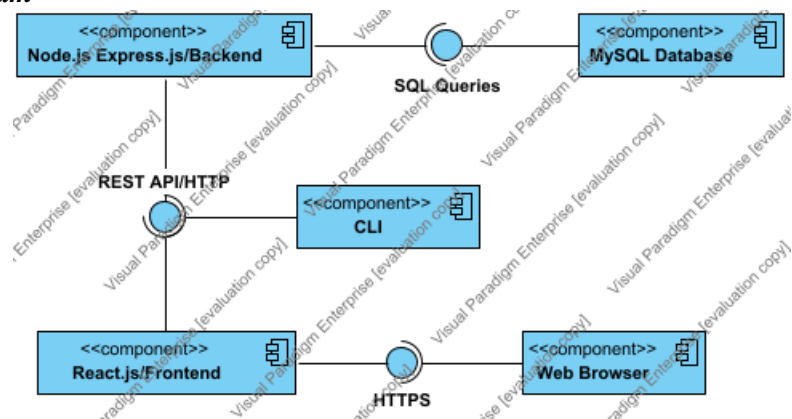 <<component>>
Node.js Express.js/Backend
<<component>>
MySQL Database
SQL Queries
REST API/HTTP
<<component>>
CLI
<<component>>
React.js/Frontend
<<component>>
Web Browser
HTTPS
Visual Paradigm Enterprise [evaluation copy]